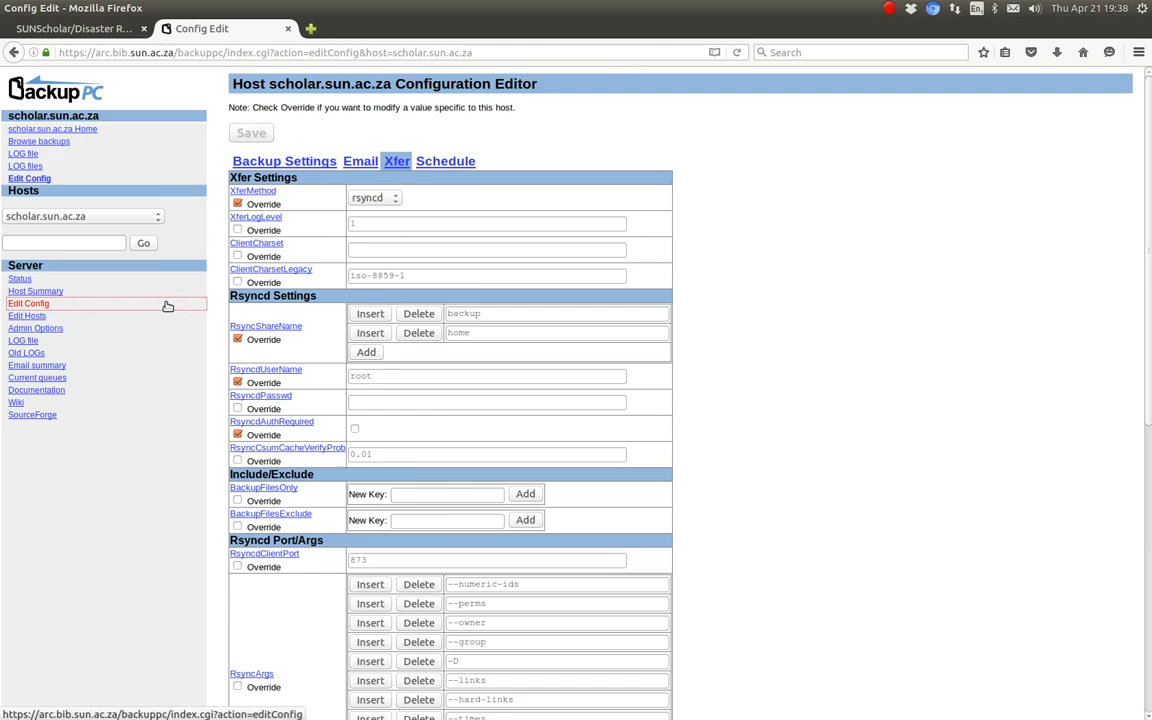 Config Edit - Mozilla Firefox
En
Thu Apr 21 19:38
SUNScholar/Disaster R... ×
Config Edit ×
https://arc.bib.sun.ac.za/backuppc/index.cgi?action=editConfig&host=scholar.sun.ac.za
Search
BackupPC
scholar.sun.ac.za
scholar.sun.ac.za Home
Browse backups
LOG file
LOG files
Edit Config
Hosts
scholar.sun.ac.za
Go
Server
Status
Host Summary
Edit Config
Edit Hosts
Admin Options
LOG file
Old LOGs
Email summary
Current queues
Documentation
Wiki
SourceForge
Host scholar.sun.ac.za Configuration Editor
Note: Check Override if you want to modify a value specific to this host.
Save
Backup Settings Email Xfer Schedule
Xfer Settings
XferMethod
Override
rsyncd
XferLogLevel
Override
1
ClientCharset
Override
ClientCharsetLegacy
Override
iso-8859-1
Rsyncd Settings
RsyncShareName
Override
Insert Delete backup
Insert Delete home
Add
RsyncdUserName
Override
root
RsyncdPasswd
Override
RsyncdAuthRequired
Override
RsyncCsumCacheVerifyProb
Override
0.01
Include/Exclude
BackupFilesOnly
Override
New Key: Add
BackupFilesExclude
Override
New Key: Add
Rsyncd Port/Args
RsyncdClientPort
Override
873
RsyncArgs
Override
Insert Delete --numeric-ids
Insert Delete --perms
Insert Delete --owner
Insert Delete --group
Insert Delete -D
Insert Delete --links
Insert Delete --hard-links
Insert Delete --times
https://arc.bib.sun.ac.za/backuppc/index.cgi?action=editConfig